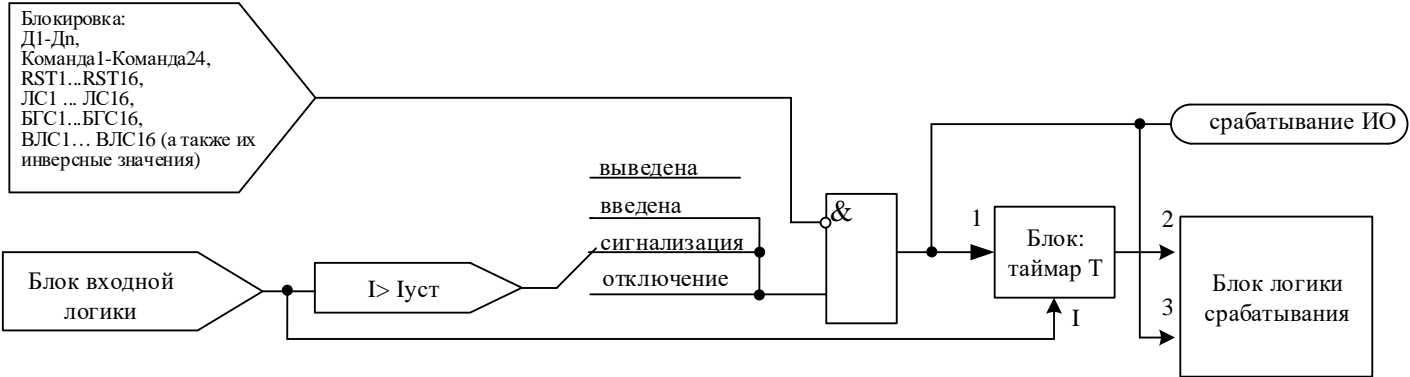 Блокировка:
Д1-Дn,
Команда1-Команда24,
RST1...RST16,
ЛС1 ... ЛС16,
БГС1...БГС16,
ВЛС1... ВЛС16 (а также их
инверсные значения)
срабатывание ИО
выведена
введена
сигнализация
отключение
&
1
Блок:
таймар Т
2
3
I
Блок входной
логики
I> Iуст
Блок логики
срабатывания